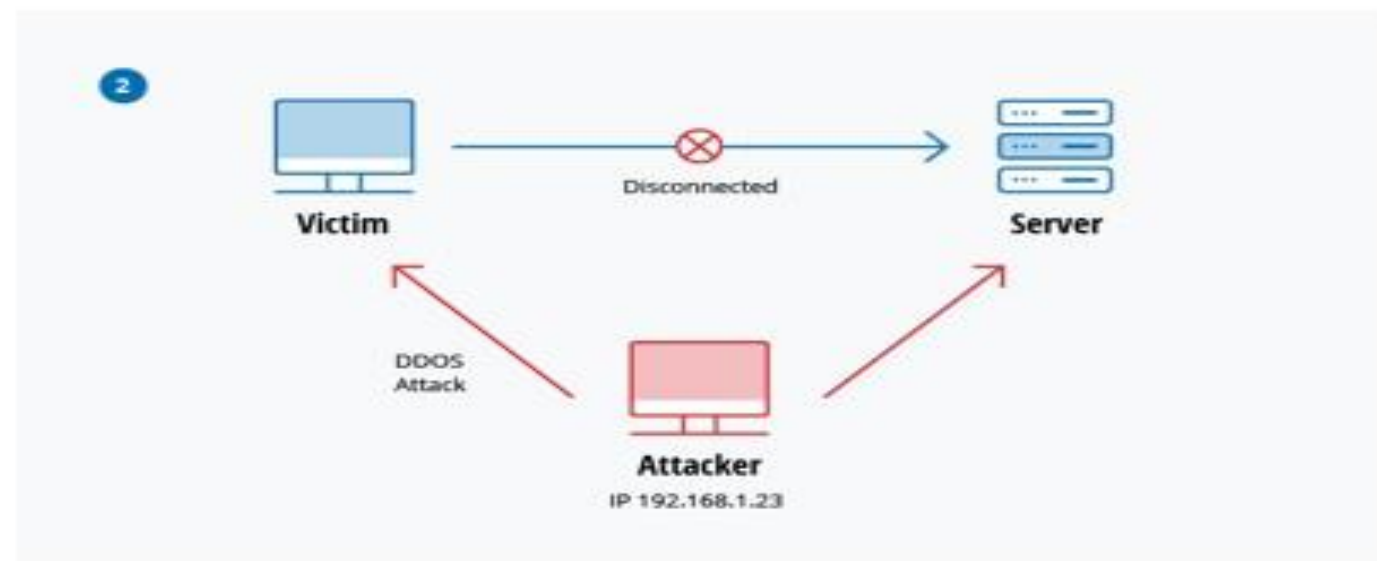 2
Disconnected
Victim
Server
DDOS
Attack
Attacker
IP 192.168.1.23